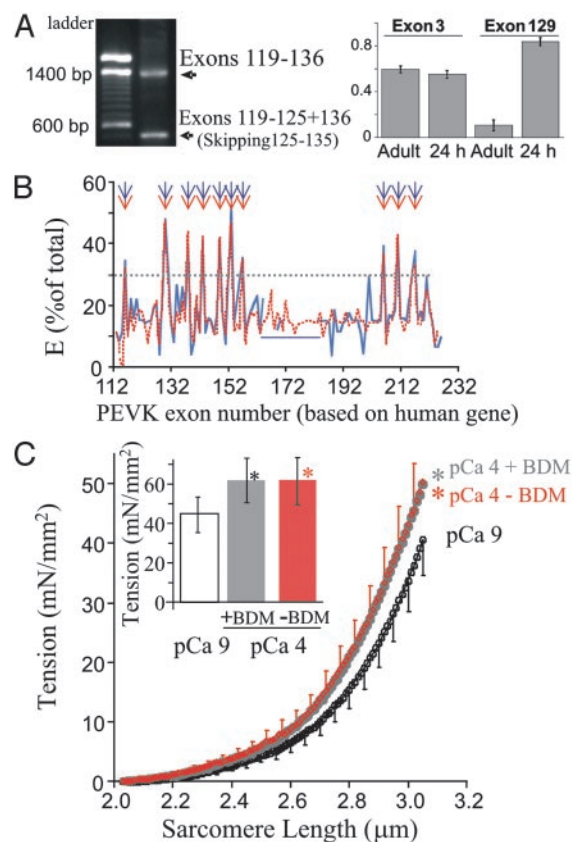 A
ladder
1400 bp
600 bp
Exons 119-136
Exons 119-125+136
(Skipping125-135)
Exon 3 Exon 129
0.8
0.4
0
Adult 24 h Adult 24 h
B
E (%of total)
60
40
20
0
112 132 152 172 192 212 232
PEVK exon number (based on human gene)
C
Tension (mN/mm²)
50
40
30
20
10
0
2.0 2.2 2.4 2.6 2.8 3.0 3.2
Sarcomere Length (μm)
Tension (mN/mm²)
60
40
20
0
* *
+BDM -BDM
pCa 9 pCa 4
* pCa 4 + BDM
* pCa 4 - BDM
pCa 9